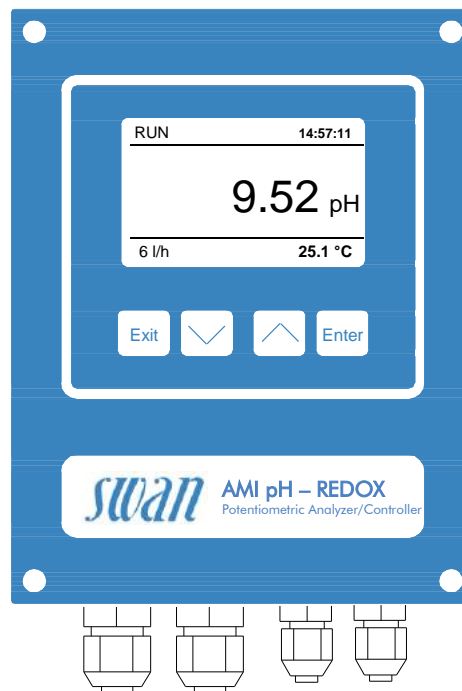 RUN 14:57:11
9.52 pH
6 l/h 25.1 °C
Exit Enter
swan AMI pH – REDOX
Potentiometric Analyzer/Controller